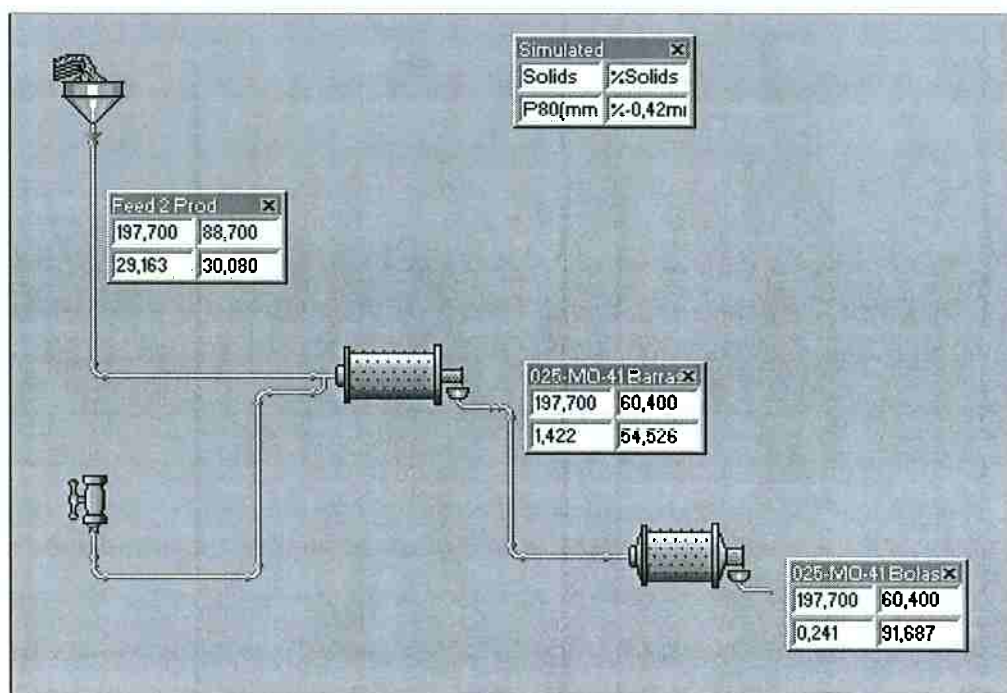 Simulated
Solids %Solids
P80(mm %-0,42mı
Feed 2 Prod
197,700 88,700
29,163 30,080
025-MO-41 Barras
197,700 60,400
1,422 54,526
025-MO-41 Bolas
197,700 60,400
0,241 91,687